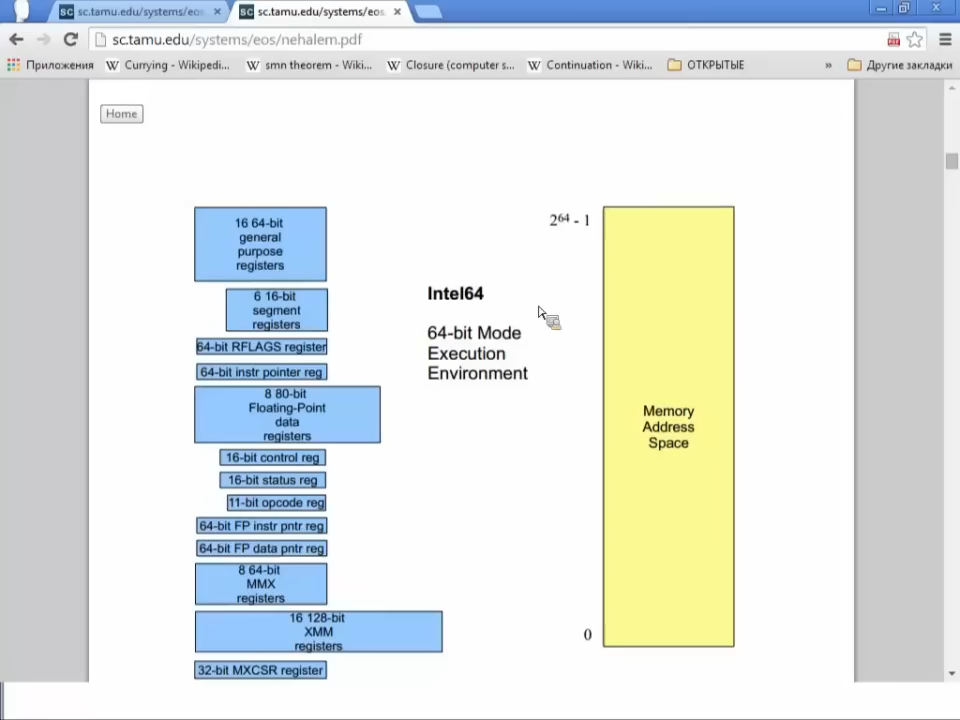 sc.tamu.edu/systems/eos
sc.tamu.edu/systems/eos
sc.tamu.edu/systems/eos/nehalem.pdf
Приложения
Currying - Wikipedi...
smn theorem - Wiki...
Closure (computer s...
Continuation - Wiki...
ОТКРЫТЫЕ
»
Другие закладки
Home
16 64-bit
general
purpose
registers
6 16-bit
segment
registers
64-bit RFLAGS register
64-bit instr pointer reg
8 80-bit
Floating-Point
data
registers
16-bit control reg
16-bit status reg
11-bit opcode reg
64-bit FP instr pntr reg
64-bit FP data pntr reg
8 64-bit
MMX
registers
16 128-bit
XMM
registers
32-bit MXCSR register
Intel64
64-bit Mode
Execution
Environment
2⁶⁴ - 1
Memory
Address
Space
0